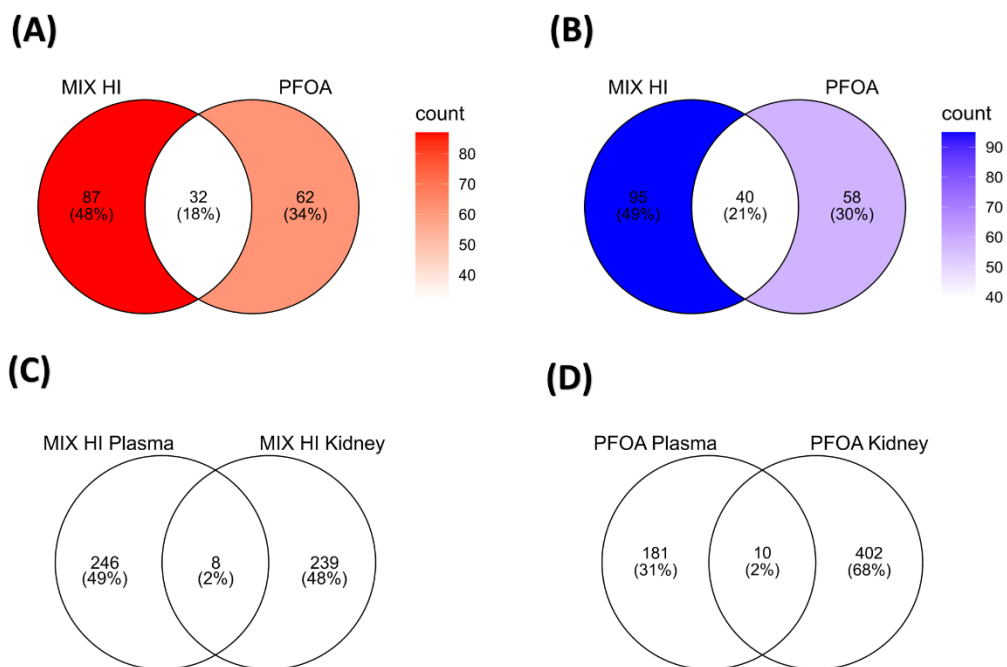 (A)
MIX HI
PFOA
87
(48%)
32
(18%)
62
(34%)
count
80
70
60
50
40
(B)
MIX HI
PFOA
95
(49%)
40
(21%)
58
(30%)
count
90
80
70
60
50
40
(C)
MIX HI Plasma
MIX HI Kidney
246
(49%)
8
(2%)
239
(48%)
(D)
PFOA Plasma
PFOA Kidney
181
(31%)
10
(2%)
402
(68%)